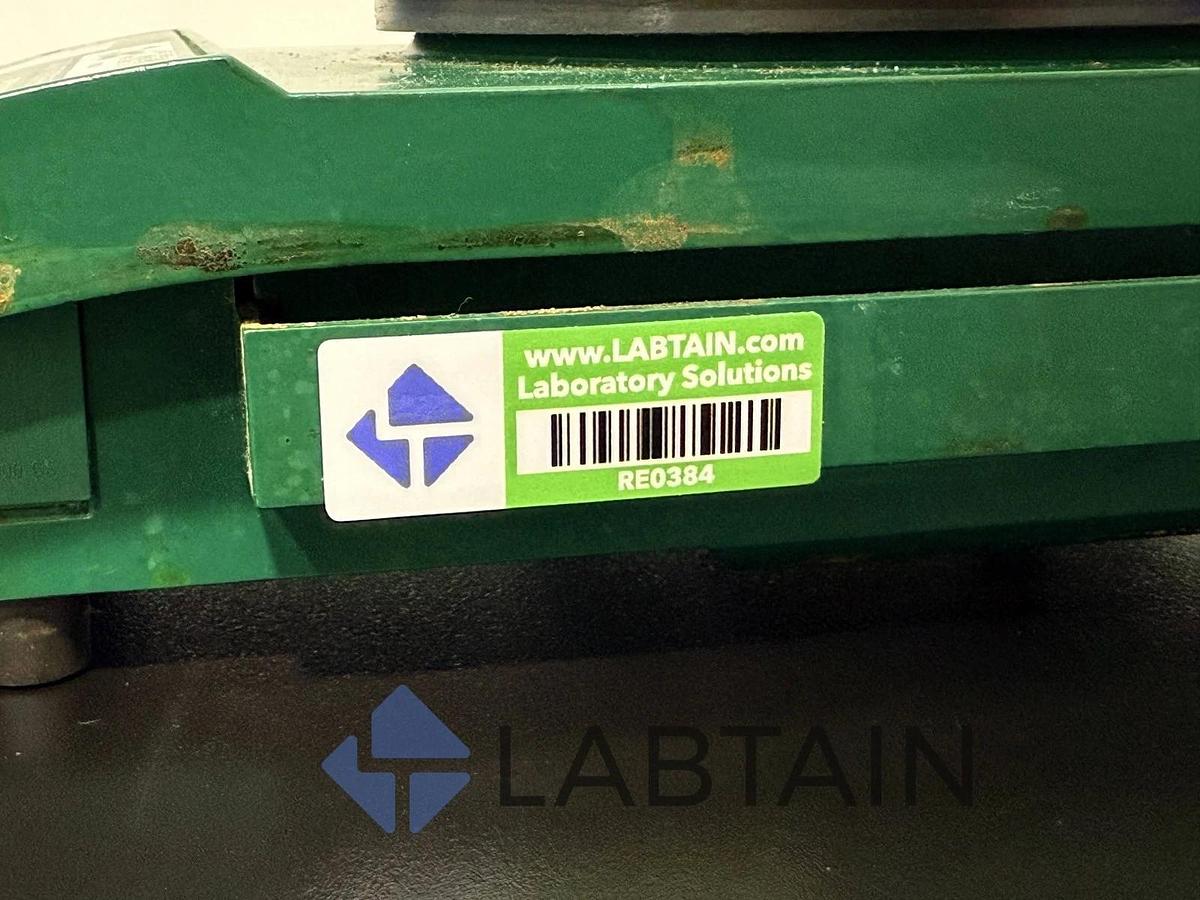 www.LABTAIN.com
Laboratory Solutions
RE0384
LABTAIN